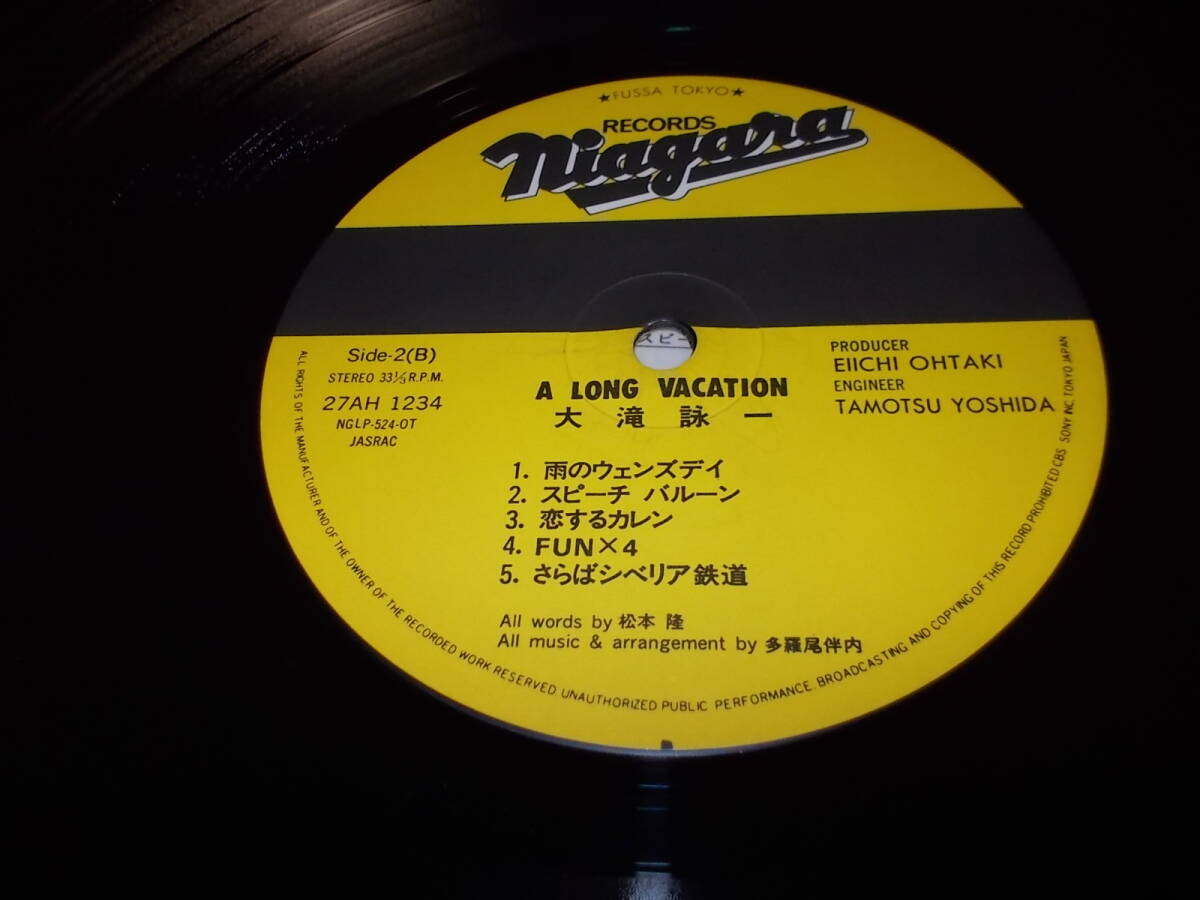 ★FUSSA TOKYO★
RECORDS
Niagara
スピー
Side-2(B)
STEREO 33⅓R.P.M.
27AH 1234
NGLP-524-OT
JASRAC
PRODUCER
EIICHI OHTAKI
ENGINEER
TAMOTSU YOSHIDA
A LONG VACATION
大滝詠一
1. 雨のウェンズデイ
2. スピーチ バルーン
3. 恋するカレン
4. FUN×4
5. さらばシベリア鉄道
All words by 松本 隆
All music & arrangement by 多羅尾伴内
ALL RIGHTS OF THE MANUFACTURER AND OF THE OWNER OF THE RECORDED WORK RESERVED. UNAUTHORIZED PUBLIC PERFORMANCE. BROADCASTING AND COPYING OF THIS RECORD PROHIBITED. CBS SONY INC. TOKYO JAPAN